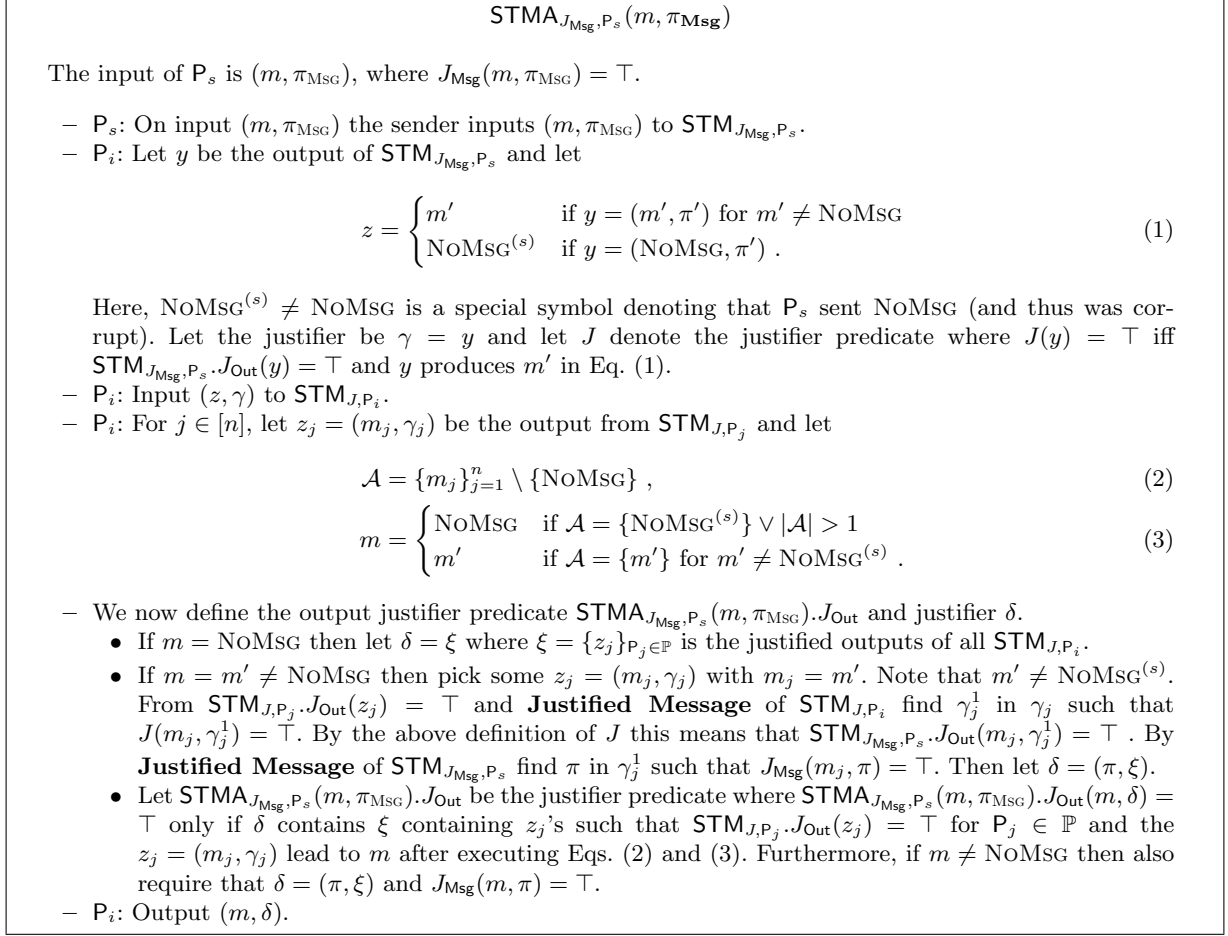 STMA_{J_Msg,P_s}(m, π_Msg)
The input of P_s is (m, π_Msg), where J_Msg(m, π_Msg) = ⊤.
– P_s: On input (m, π_Msg) the sender inputs (m, π_Msg) to STM_{J_Msg,P_s}.
– P_i: Let y be the output of STM_{J_Msg,P_s} and let
z = { m′ if y = (m′, π′) for m′ ≠ NoMsg
NoMsg^(s) if y = (NoMsg, π′) . (1)
Here, NoMsg^(s) ≠ NoMsg is a special symbol denoting that P_s sent NoMsg (and thus was cor-
rupt). Let the justifier be γ = y and let J denote the justifier predicate where J(y) = ⊤ iff
STM_{J_Msg,P_s}.J_Out(y) = ⊤ and y produces m′ in Eq. (1).
– P_i: Input (z, γ) to STM_{J,P_i}.
– P_i: For j ∈ [n], let z_j = (m_j, γ_j) be the output from STM_{J,P_j} and let
𝒜 = {m_j}_{j=1}^n \ {NoMsg} , (2)
m = { NoMsg if 𝒜 = {NoMsg^(s)} ∨ |𝒜| > 1
m′ if 𝒜 = {m′} for m′ ≠ NoMsg^(s) . (3)
– We now define the output justifier predicate STMA_{J_Msg,P_s}(m, π_Msg).J_Out and justifier δ.
• If m = NoMsg then let δ = ξ where ξ = {z_j}_{P_j∈ℙ} is the justified outputs of all STM_{J,P_i}.
• If m = m′ ≠ NoMsg then pick some z_j = (m_j, γ_j) with m_j = m′. Note that m′ ≠ NoMsg^(s).
From STM_{J,P_j}.J_Out(z_j) = ⊤ and Justified Message of STM_{J,P_i} find γ_j^1 in γ_j such that
J(m_j, γ_j^1) = ⊤. By the above definition of J this means that STM_{J_Msg,P_s}.J_Out(m_j, γ_j^1) = ⊤ . By
Justified Message of STM_{J_Msg,P_s} find π in γ_j^1 such that J_Msg(m_j, π) = ⊤. Then let δ = (π, ξ).
• Let STMA_{J_Msg,P_s}(m, π_Msg).J_Out be the justifier predicate where STMA_{J_Msg,P_s}(m, π_Msg).J_Out(m, δ) =
⊤ only if δ contains ξ containing z_j's such that STM_{J,P_j}.J_Out(z_j) = ⊤ for P_j ∈ ℙ and the
z_j = (m_j, γ_j) lead to m after executing Eqs. (2) and (3). Furthermore, if m ≠ NoMsg then also
require that δ = (π, ξ) and J_Msg(m, π) = ⊤.
– P_i: Output (m, δ).